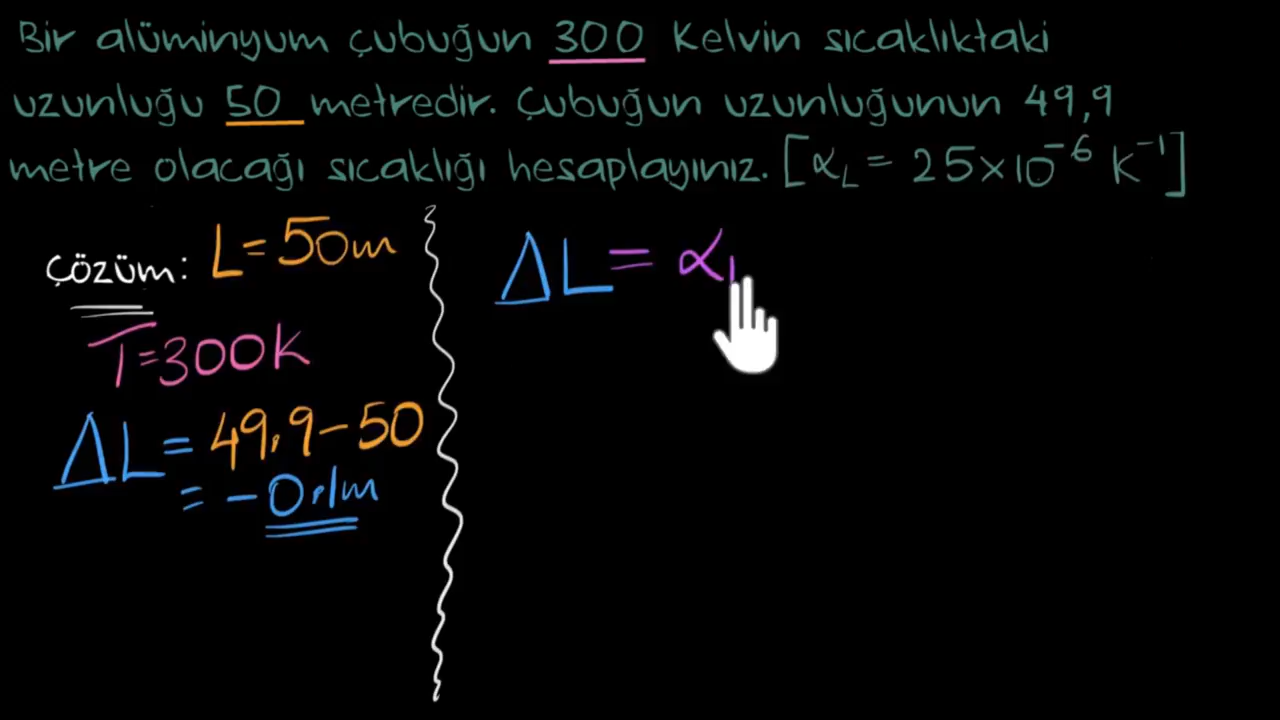 Bir alüminyum çubuğun 300 Kelvin sıcaklıktaki
uzunluğu 50 metredir. Çubuğun uzunluğunun 49,9
metre olacağı sıcaklığı hesaplayınız. [α_L = 25×10⁻⁶ K⁻¹]
Çözüm: L=50m
T=300K
ΔL = 49,9-50
= -0,1m
ΔL = α